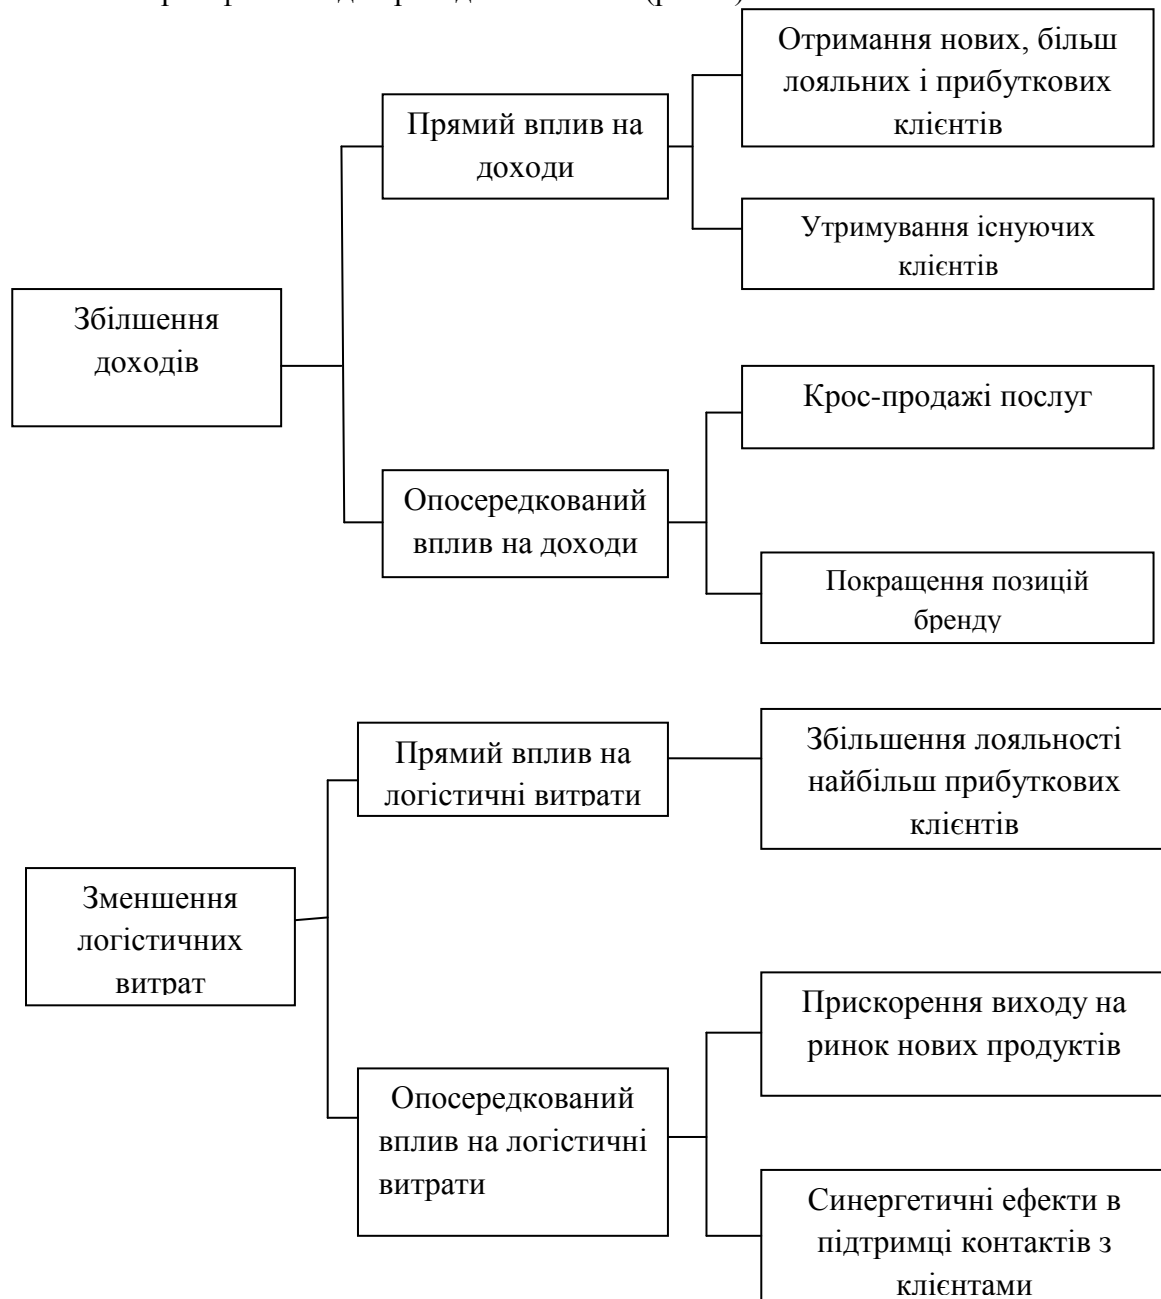 Отримання нових, більш
лояльних і прибуткових
клієнтів
Прямий вплив на
доходи
Утримування існуючих
клієнтів
Збілшення
доходів
Крос-продажі послуг
Опосередкований
вплив на доходи
Покращення позицій
бренду
Прямий вплив на
логістичні витрати
Збільшення лояльності
найбільш прибуткових
клієнтів
Зменшення
логістичних
витрат
Прискорення виходу на
ринок нових продуктів
Опосередкований
вплив на логістичні
витрати
Синергетичні ефекти в
підтримці контактів з
клієнтами